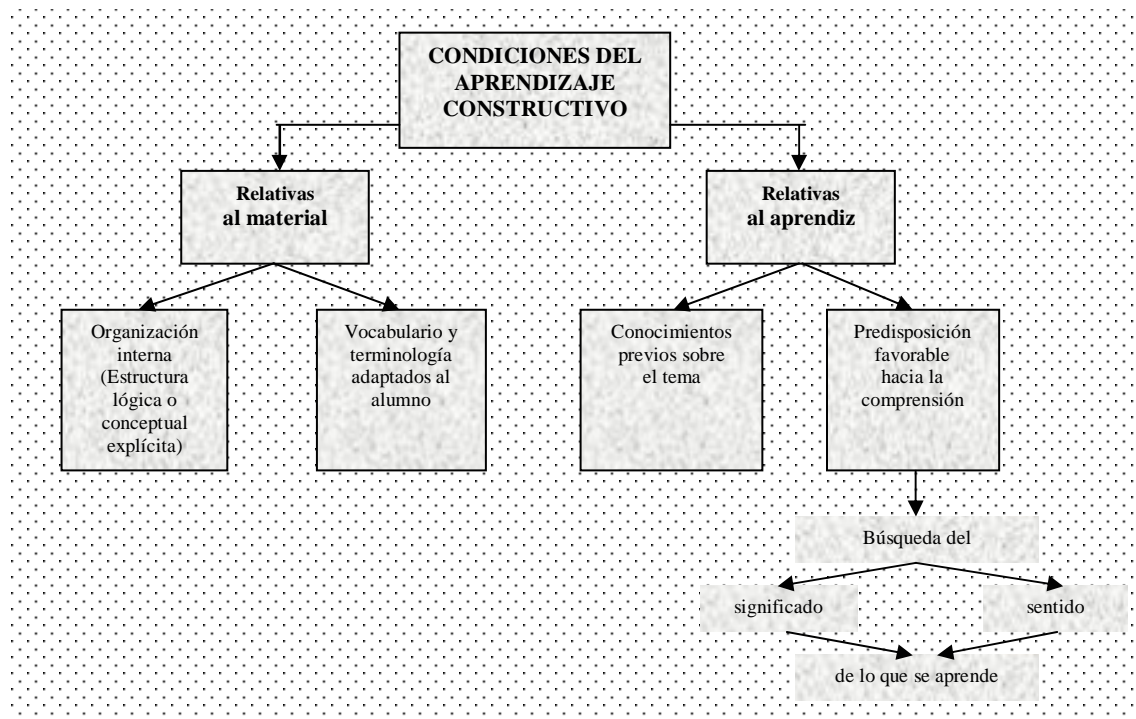 CONDICIONES DEL
APRENDIZAJE
CONSTRUCTIVO
Relativas
al material
Relativas
al aprendiz
Organización
interna
(Estructura
lógica o
conceptual
explícita)
Vocabulario y
terminología
adaptados al
alumno
Conocimientos
previos sobre
el tema
Predisposición
favorable
hacia la
comprensión
Búsqueda del
significado
sentido
de lo que se aprende